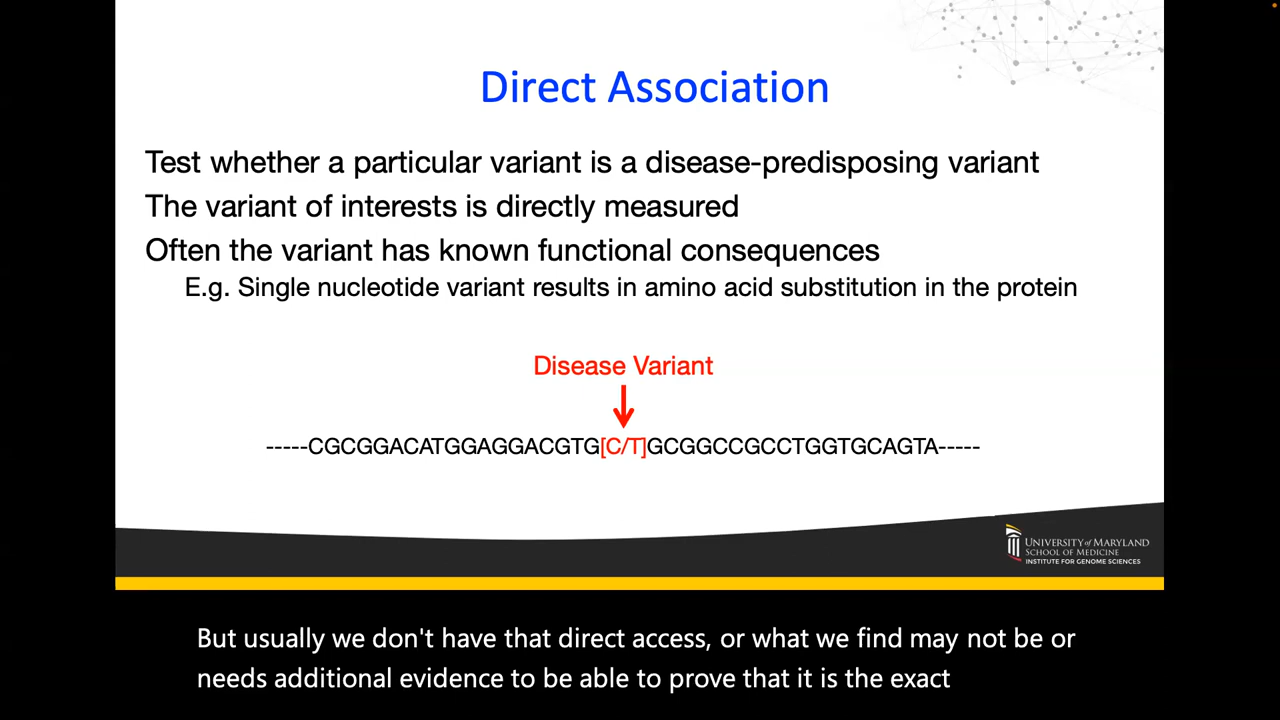 Direct Association
Test whether a particular variant is a disease-predisposing variant
The variant of interests is directly measured
Often the variant has known functional consequences
E.g. Single nucleotide variant results in amino acid substitution in the protein
Disease Variant
-----CGCGGACATGGAGGACGTG[C/T]GCGGCCGCCTGGTGCAGTA-----
UNIVERSITY of MARYLAND
SCHOOL OF MEDICINE
INSTITUTE FOR GENOME SCIENCES
But usually we don't have that direct access, or what we find may not be or
needs additional evidence to be able to prove that it is the exact